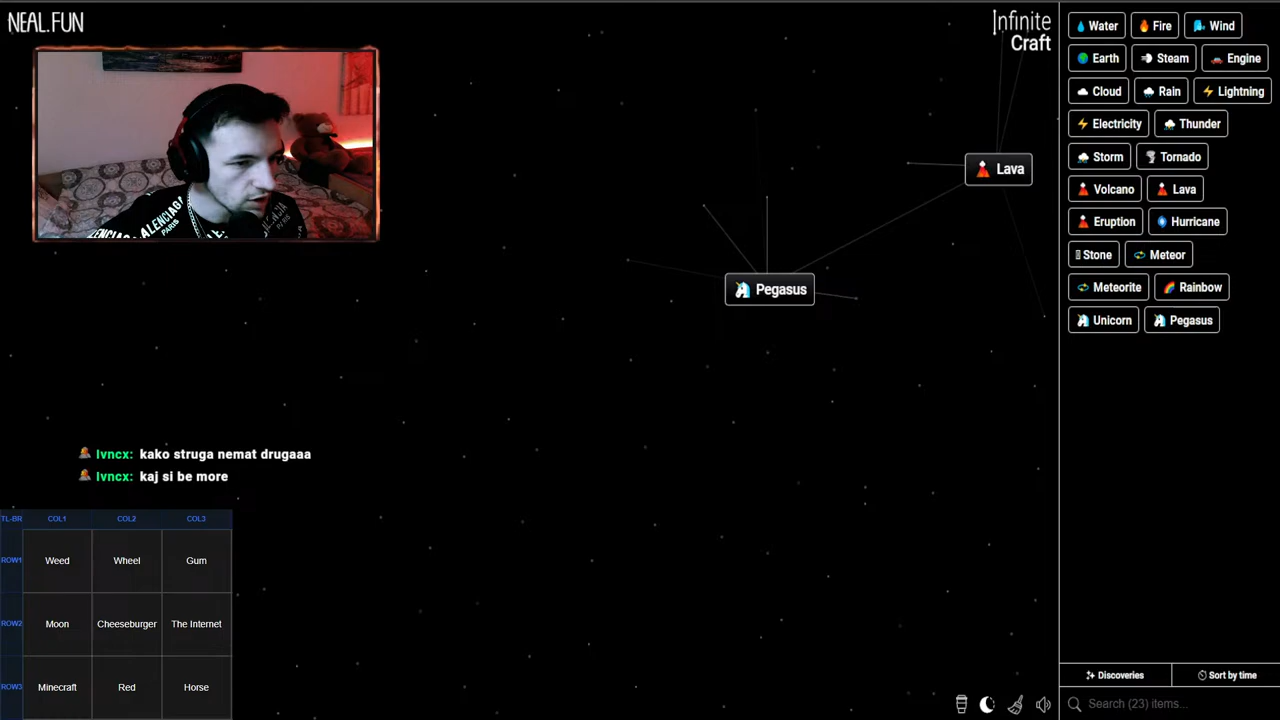 NEAL.FUN
Infinite
Craft
BALENCIAGA
PARIS
Lava
Pegasus
lvncx: kako struga nemat drugaaa
lvncx: kaj si be more
TL-BR COL1 COL2 COL3
ROW1 Weed Wheel Gum
ROW2 Moon Cheeseburger The Internet
ROW3 Minecraft Red Horse
Water Fire Wind
Earth Steam Engine
Cloud Rain Lightning
Electricity Thunder
Storm Tornado
Volcano Lava
Eruption Hurricane
Stone Meteor
Meteorite Rainbow
Unicorn Pegasus
Discoveries Sort by time
Search (23) items...